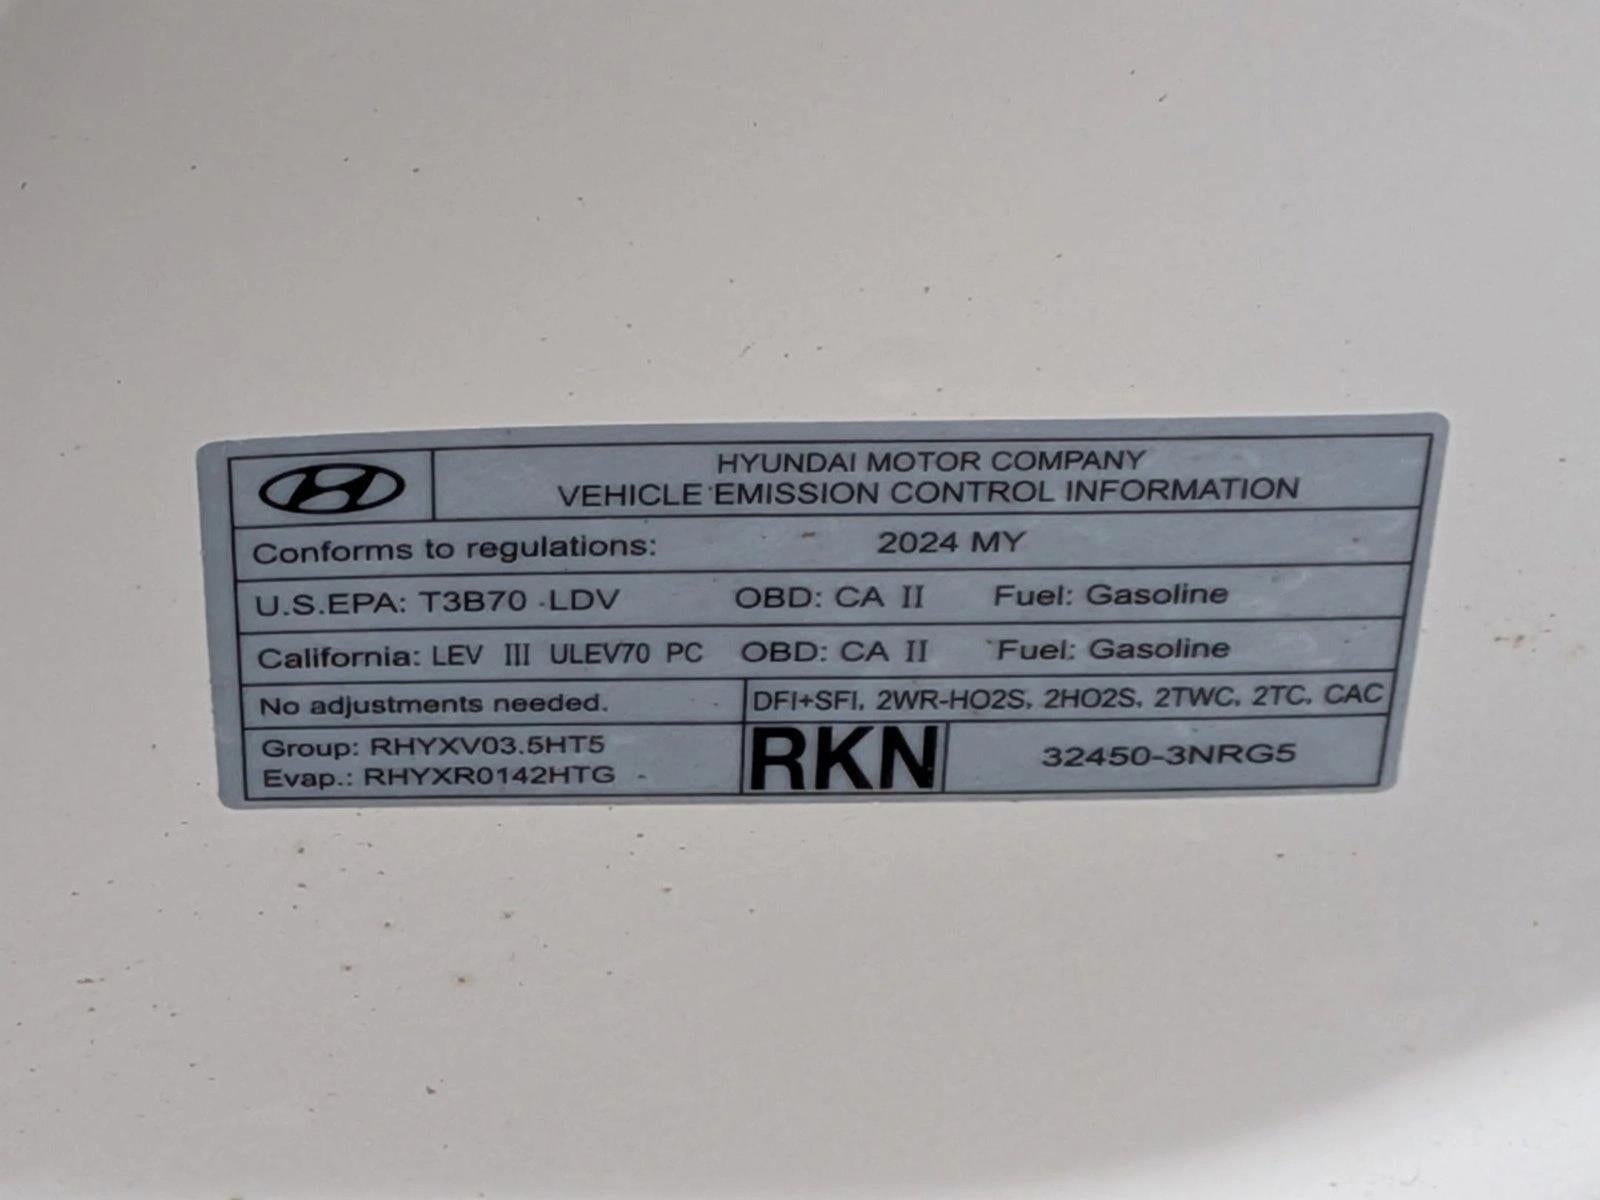 HYUNDAI MOTOR COMPANY
VEHICLE EMISSION CONTROL INFORMATION
Conforms to regulations: 2024 MY
U.S.EPA: T3B70 LDV OBD: CA II Fuel: Gasoline
California: LEV III ULEV70 PC OBD: CA II Fuel: Gasoline
No adjustments needed. DFI+SFI, 2WR-HO2S, 2HO2S, 2TWC, 2TC, CAC
Group: RHYXV03.5HT5
Evap.: RHYXR0142HTG
RKN 32450-3NRG5